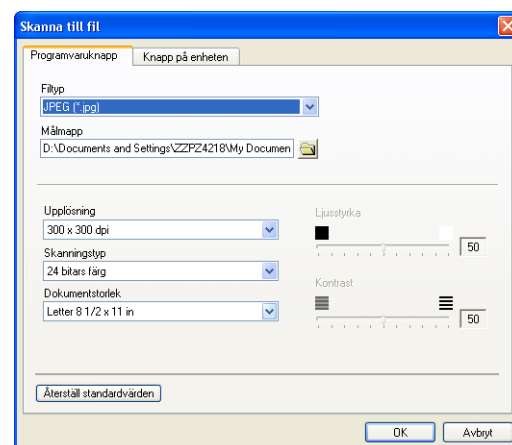 Skanna till fil
Programvaruknapp
Knapp på enheten
Filtyp
JPEG (*.jpg)
Målmapp
D:\Documents and Settings\ZZPZ4218\My Documen
Upplösning
300 x 300 dpi
Skanningstyp
24 bitars färg
Dokumentstorlek
Letter 8 1/2 x 11 in
Ljusstyrka
50
Kontrast
50
Återställ standardvärden
OK
Avbryt